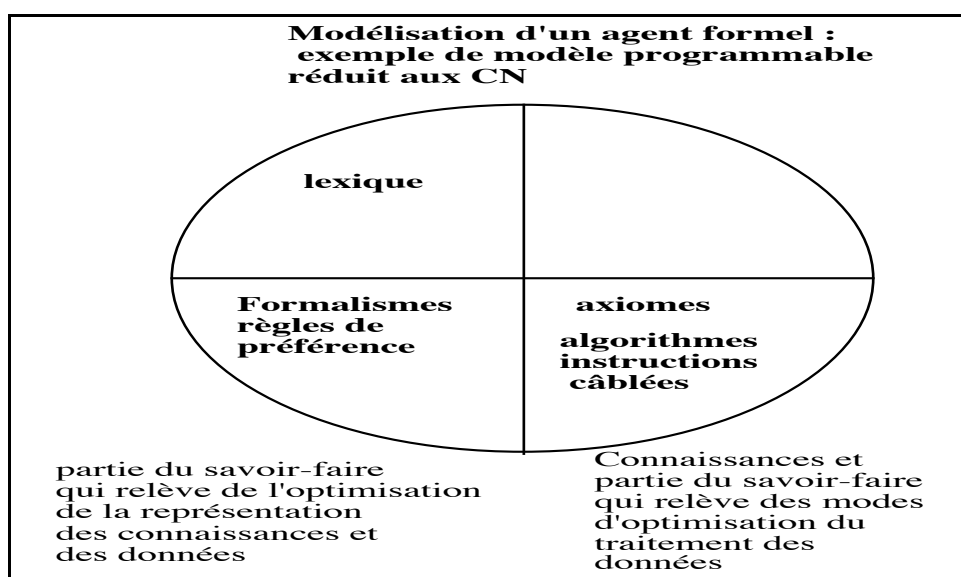 Modélisation d'un agent formel :
exemple de modèle programmable
réduit aux CN
lexique
Formalismes
règles de
préférence
axiomes
algorithmes
instructions
câblées
partie du savoir-faire
qui relève de l'optimisation
de la représentation
des connaissances et
des données
Connaissances et
partie du savoir-faire
qui relève des modes
d'optimisation du
traitement des
données